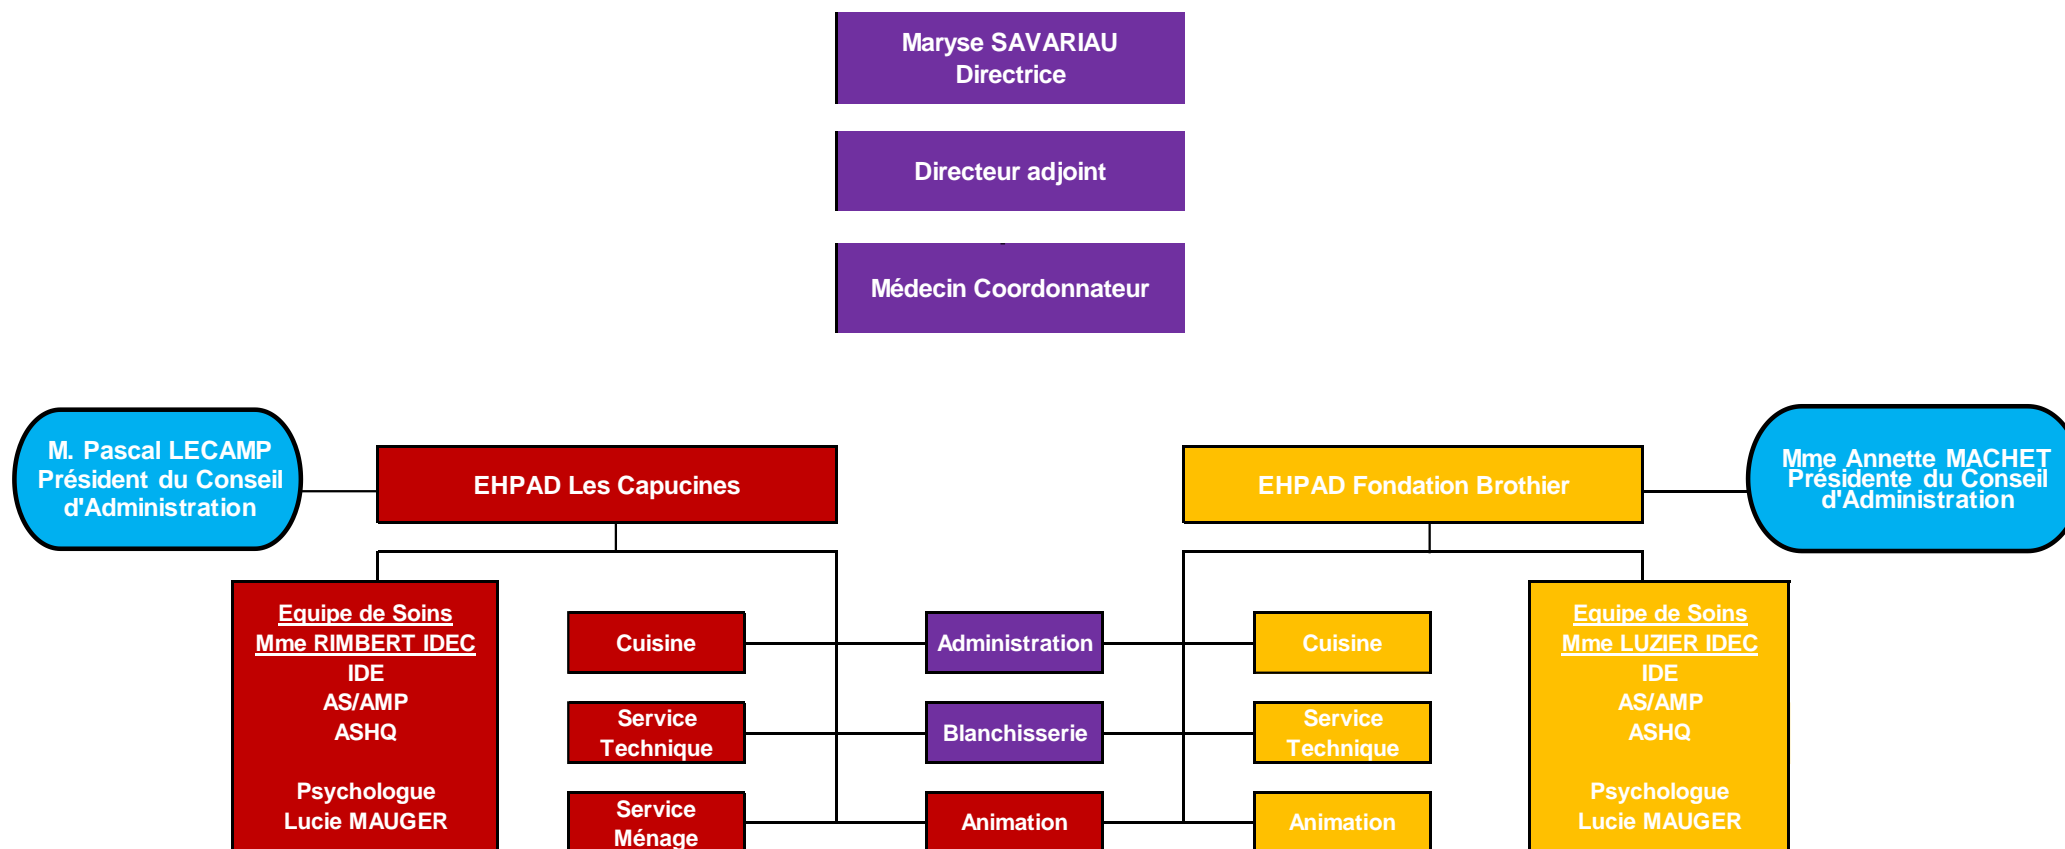 Maryse SAVARIAU
Directrice
Directeur adjoint
Médecin Coordonnateur
M. Pascal LECAMP
Président du Conseil
d'Administration
EHPAD Les Capucines
EHPAD Fondation Brothier
Mme Annette MACHET
Présidente du Conseil
d'Administration
Equipe de Soins
Mme RIMBERT IDEC
IDE
AS/AMP
ASHQ
Psychologue
Lucie MAUGER
Cuisine
Service
Technique
Service
Ménage
Administration
Blanchisserie
Animation
Cuisine
Service
Technique
Animation
Equipe de Soins
Mme LUZIER IDEC
IDE
AS/AMP
ASHQ
Psychologue
Lucie MAUGER